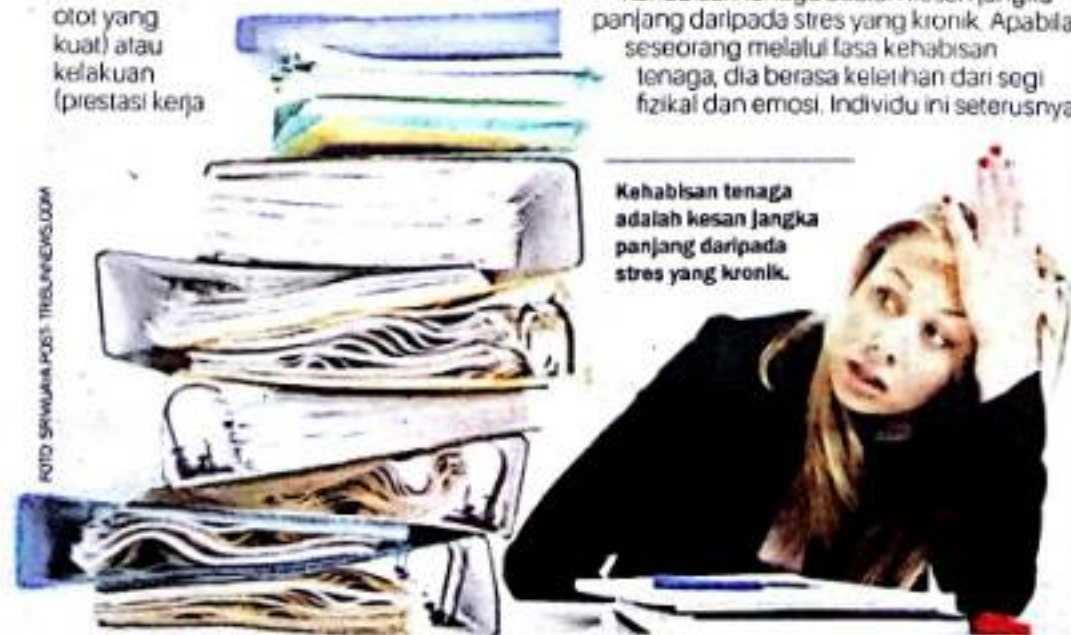 otot yang
kuat) atau
kelakuan
(prestasi kerja
panjang daripada stres yang kronik. Apabila
seseorang melalui fasa kehabisan
tenaga, dia berasa keletihan dari segi
fizikal dan emosi. Individu ini seterusnya
Kehabisan tenaga
adalah kesan jangka
panjang daripada
stres yang kronik.
FOTO: SRIWIJAYA POST- TRIBUNNEWS.COM